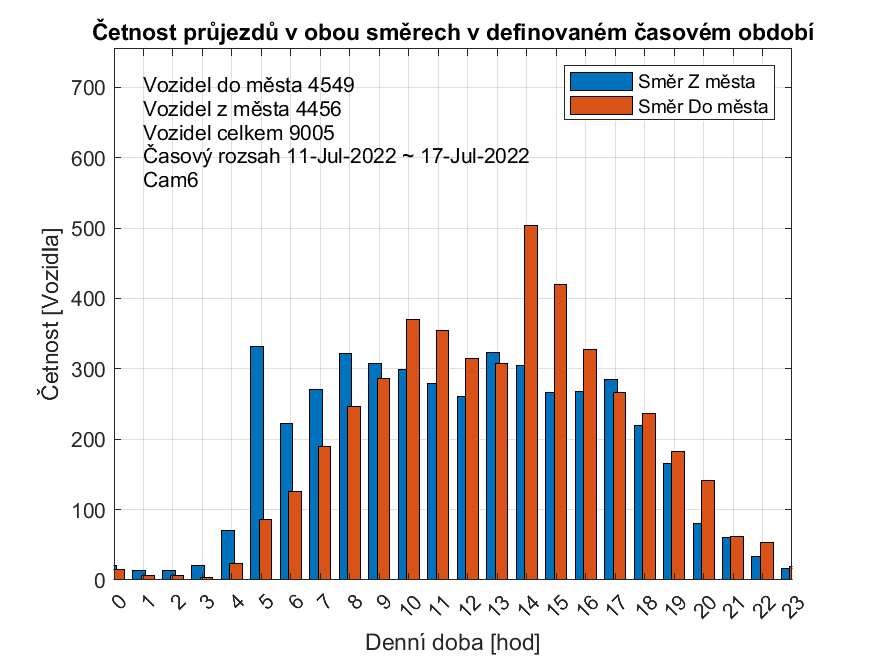 Četnost průjezdů v obou směrech v definovaném časovém období
Vozidel do města 4549
Vozidel z města 4456
Vozidel celkem 9005
Časový rozsah 11-Jul-2022 ~ 17-Jul-2022
Cam6
Směr Z města
Směr Do města
Četnost [Vozidla]
700
600
500
400
300
200
100
0
0 1 2 3 4 5 6 7 8 9 10 11 12 13 14 15 16 17 18 19 20 21 22 23
Denní doba [hod]